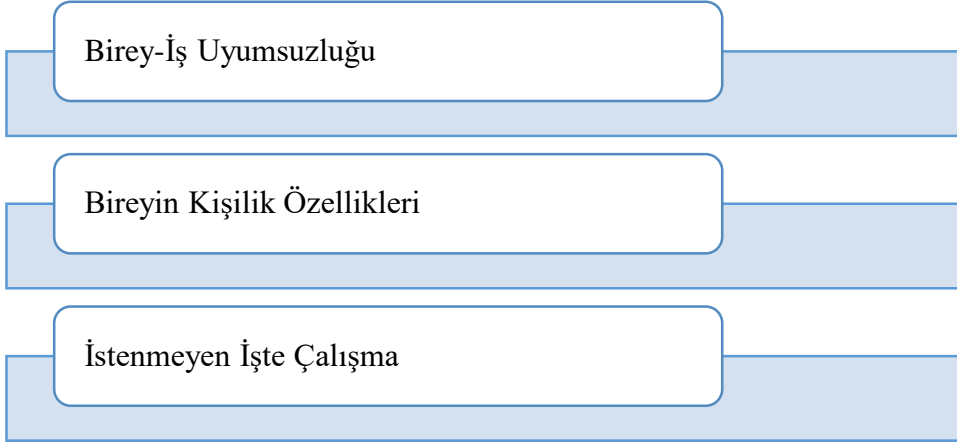 Birey-İş Uyumsuzluğu
Bireyin Kişilik Özellikleri
İstenmeyen İşte Çalışma